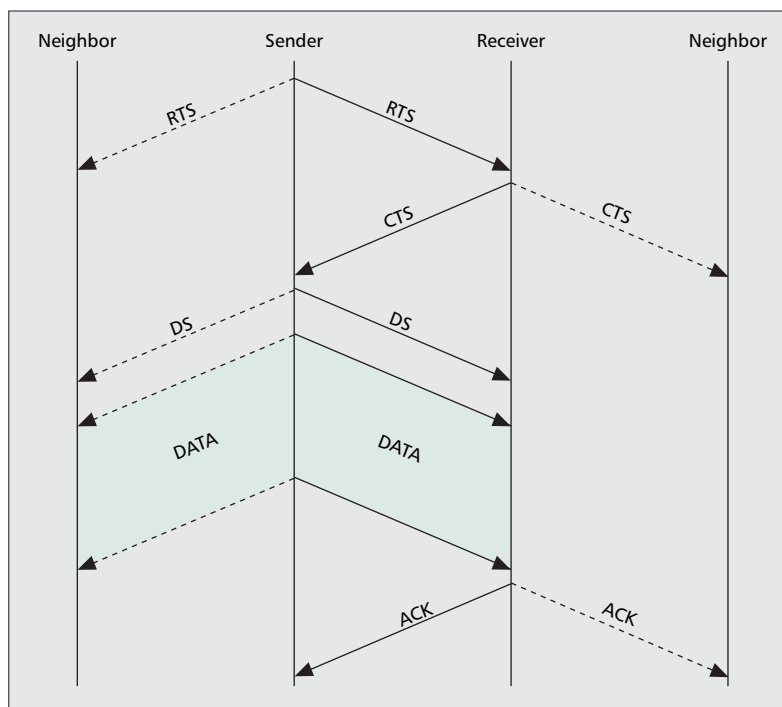 Neighbor Sender Receiver Neighbor
RTS RTS
CTS CTS
DS DS
DATA DATA
ACK ACK